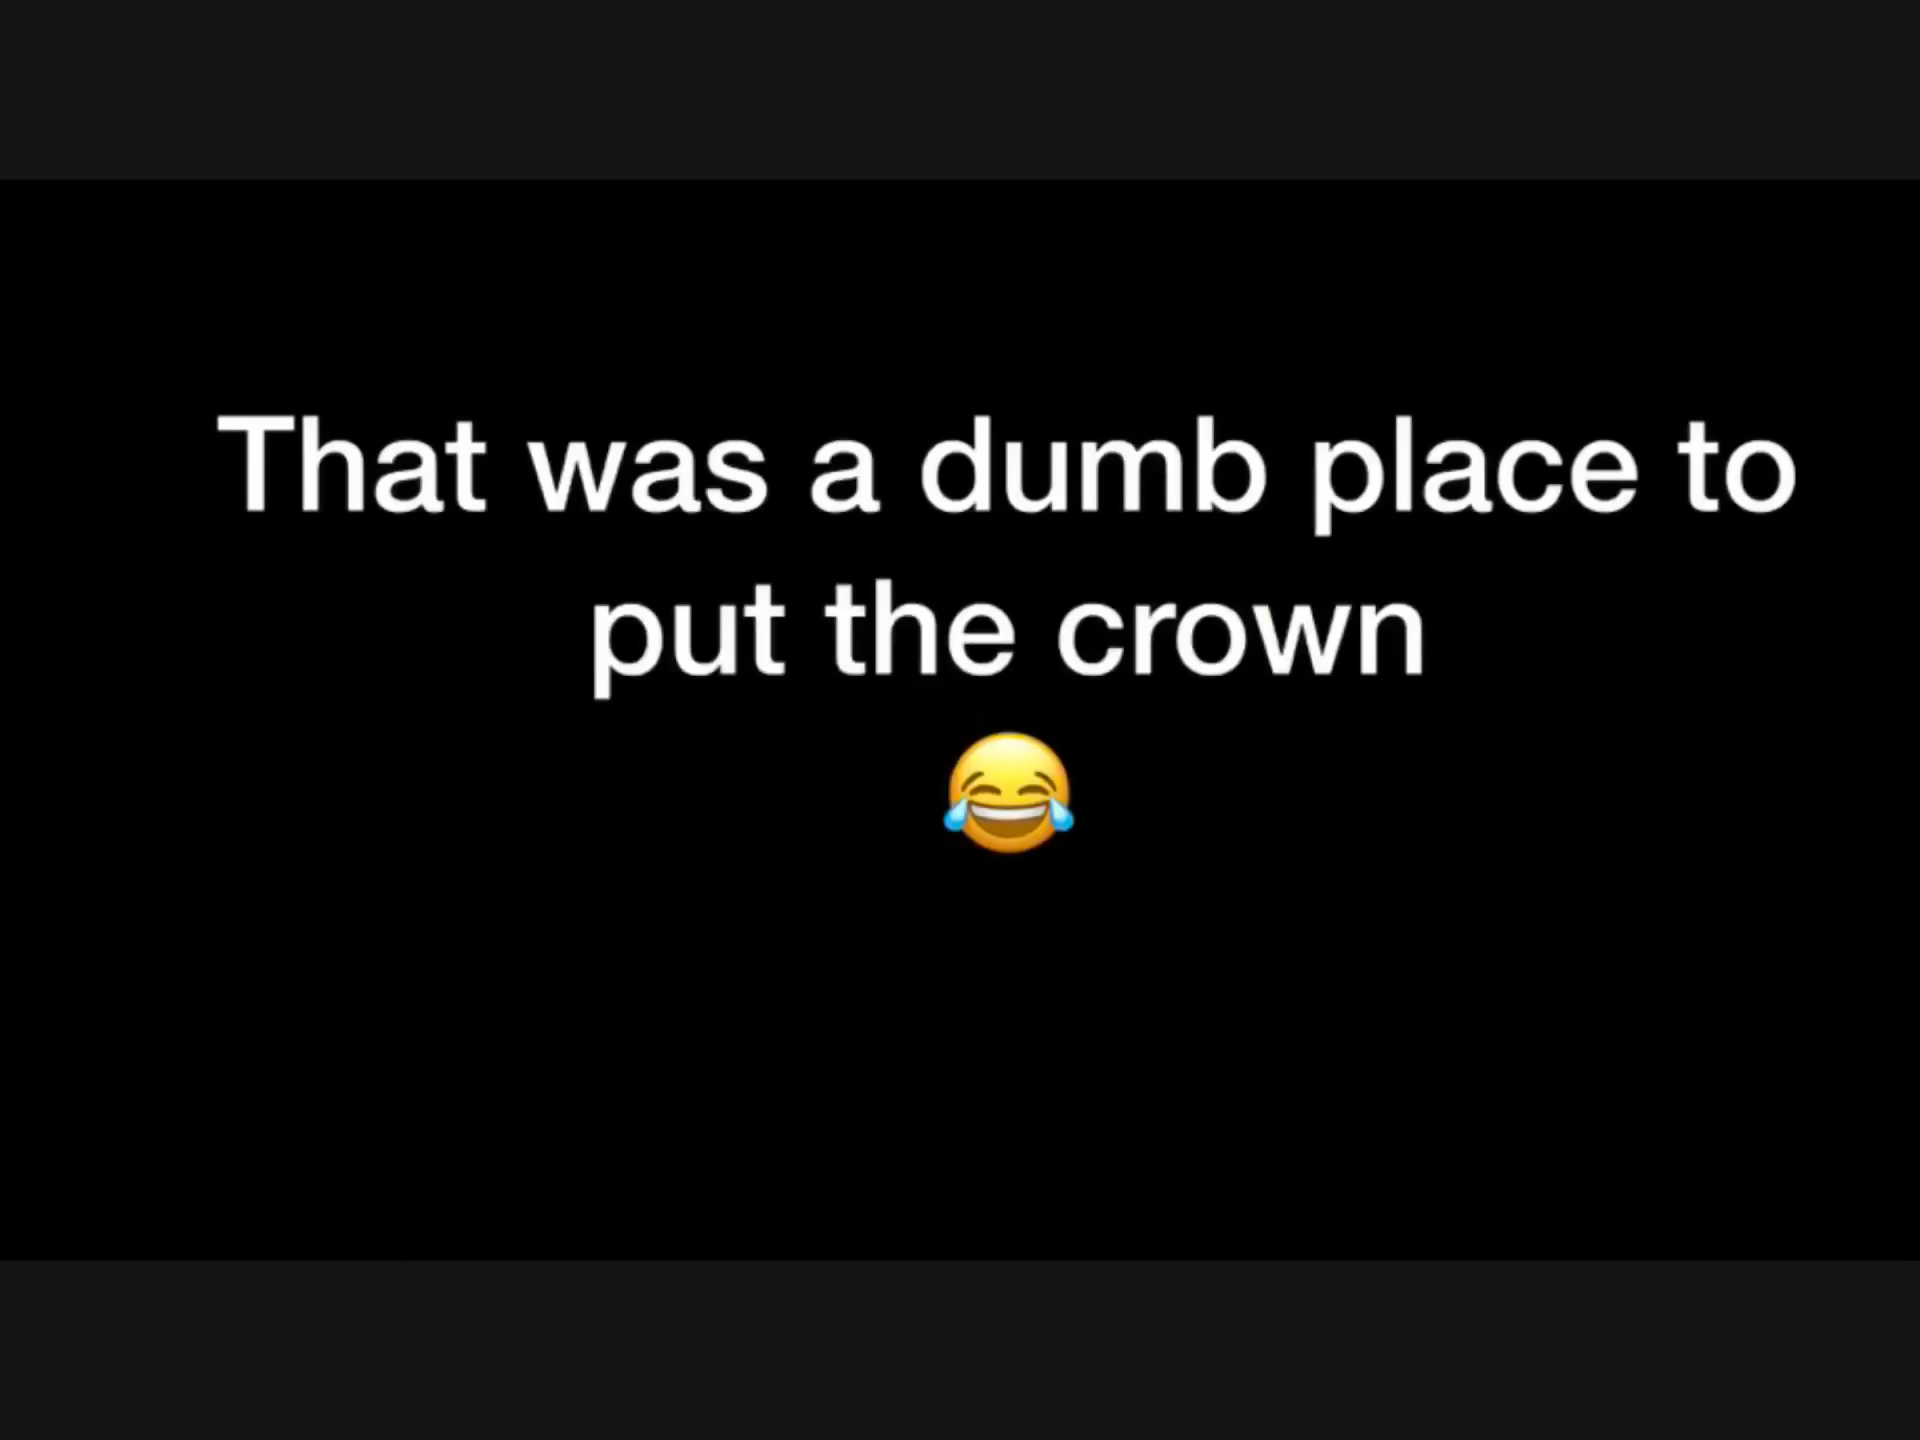 That was a dumb place to
put the crown
😂